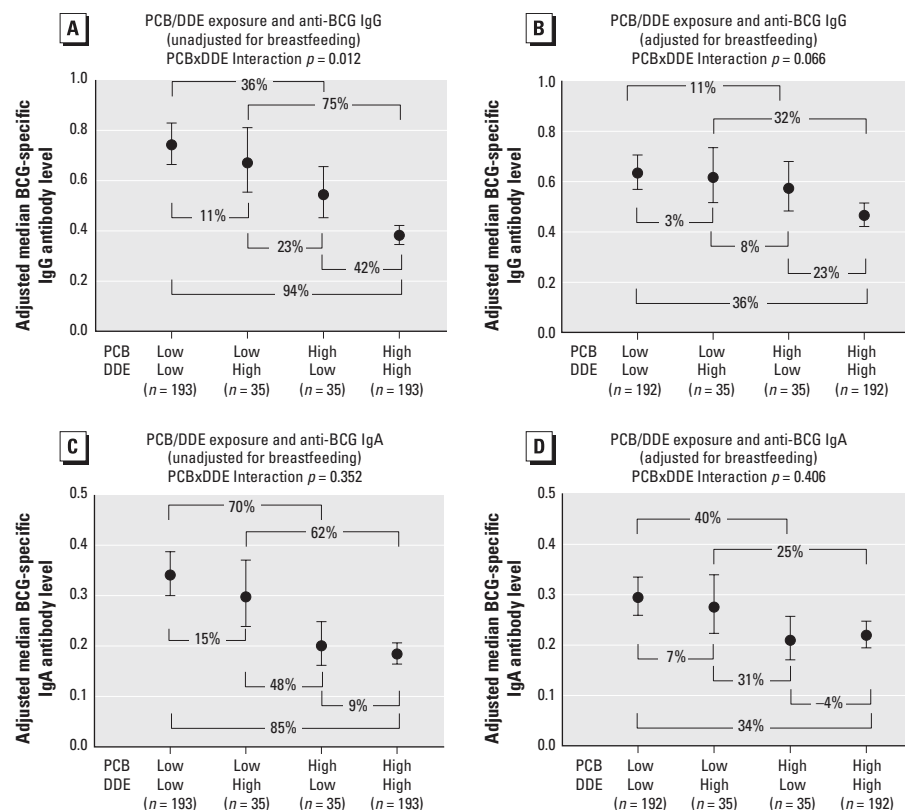 A
PCB/DDE exposure and anti-BCG IgG
(unadjusted for breastfeeding)
PCBxDDE Interaction p = 0.012
Adjusted median BCG-specific
IgG antibody level
1.0
0.8
0.6
0.4
0.2
0.0
36%
75%
11%
23%
42%
94%
PCB Low Low High High
DDE Low High Low High
(n = 193) (n = 35) (n = 35) (n = 193)
B
PCB/DDE exposure and anti-BCG IgG
(adjusted for breastfeeding)
PCBxDDE Interaction p = 0.066
Adjusted median BCG-specific
IgG antibody level
1.0
0.8
0.6
0.4
0.2
0.0
11%
32%
3%
8%
23%
36%
PCB Low Low High High
DDE Low High Low High
(n = 192) (n = 35) (n = 35) (n = 192)
C
PCB/DDE exposure and anti-BCG IgA
(unadjusted for breastfeeding)
PCBxDDE Interaction p = 0.352
Adjusted median BCG-specific
IgA antibody level
0.5
0.4
0.3
0.2
0.1
0.0
70%
62%
15%
48%
9%
85%
PCB Low Low High High
DDE Low High Low High
(n = 193) (n = 35) (n = 35) (n = 193)
D
PCB/DDE exposure and anti-BCG IgA
(adjusted for breastfeeding)
PCBxDDE Interaction p = 0.406
Adjusted median BCG-specific
IgA antibody level
0.5
0.4
0.3
0.2
0.1
0.0
40%
25%
7%
31%
–4%
34%
PCB Low Low High High
DDE Low High Low High
(n = 192) (n = 35) (n = 35) (n = 192)